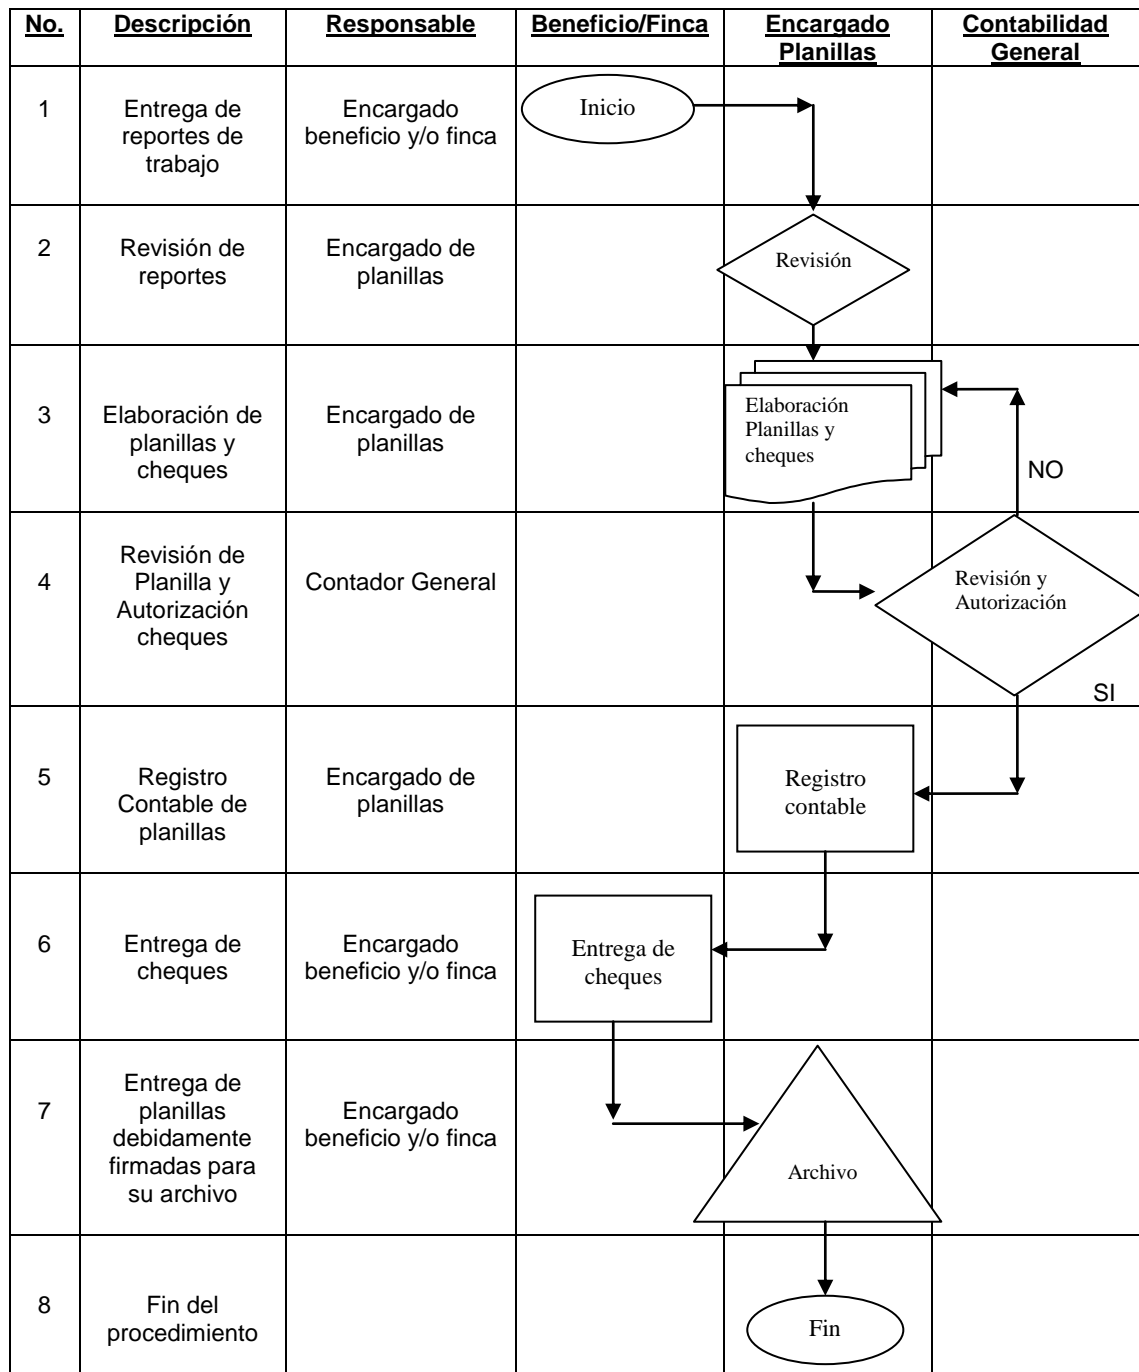 No.
Descripción
Responsable
Beneficio/Finca
Encargado
Planillas
Contabilidad
General
1
Entrega de
reportes de
trabajo
Encargado
beneficio y/o finca
Inicio
2
Revisión de
reportes
Encargado de
planillas
Revisión
3
Elaboración de
planillas y
cheques
Encargado de
planillas
Elaboración
Planillas y
cheques
NO
4
Revisión de
Planilla y
Autorización
cheques
Contador General
Revisión y
Autorización
SI
5
Registro
Contable de
planillas
Encargado de
planillas
Registro
contable
6
Entrega de
cheques
Encargado
beneficio y/o finca
Entrega de
cheques
7
Entrega de
planillas
debidamente
firmadas para
su archivo
Encargado
beneficio y/o finca
Archivo
8
Fin del
procedimiento
Fin